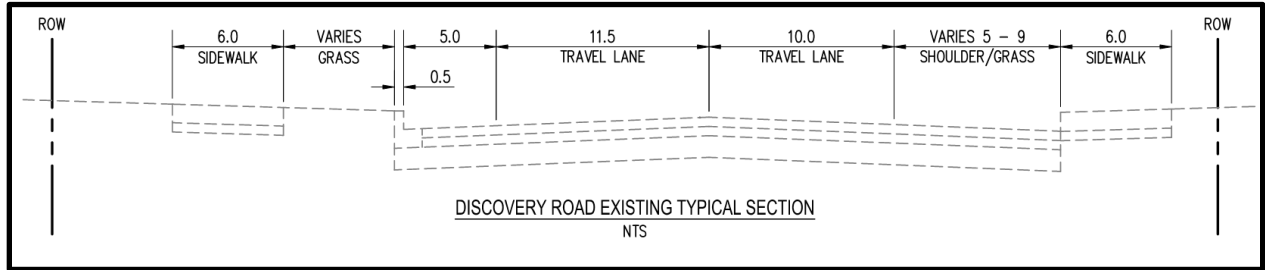 ROW
ROW
6.0
VARIES
5.0
11.5
10.0
VARIES 5 - 9
6.0
SIDEWALK
GRASS
TRAVEL LANE
TRAVEL LANE
SHOULDER/GRASS
SIDEWALK
0.5
DISCOVERY ROAD EXISTING TYPICAL SECTION
NTS